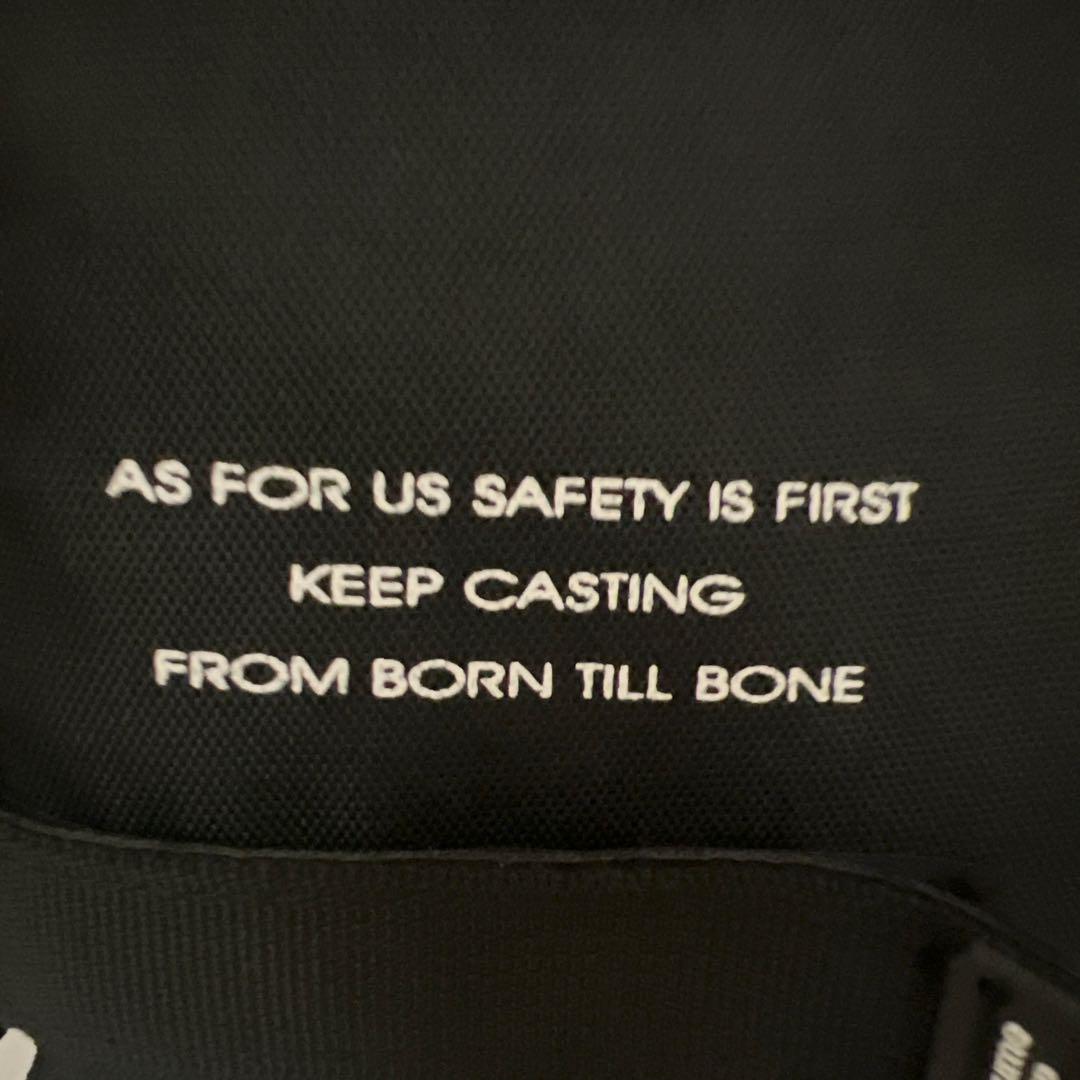 AS FOR US SAFETY IS FIRST
KEEP CASTING
FROM BORN TILL BONE